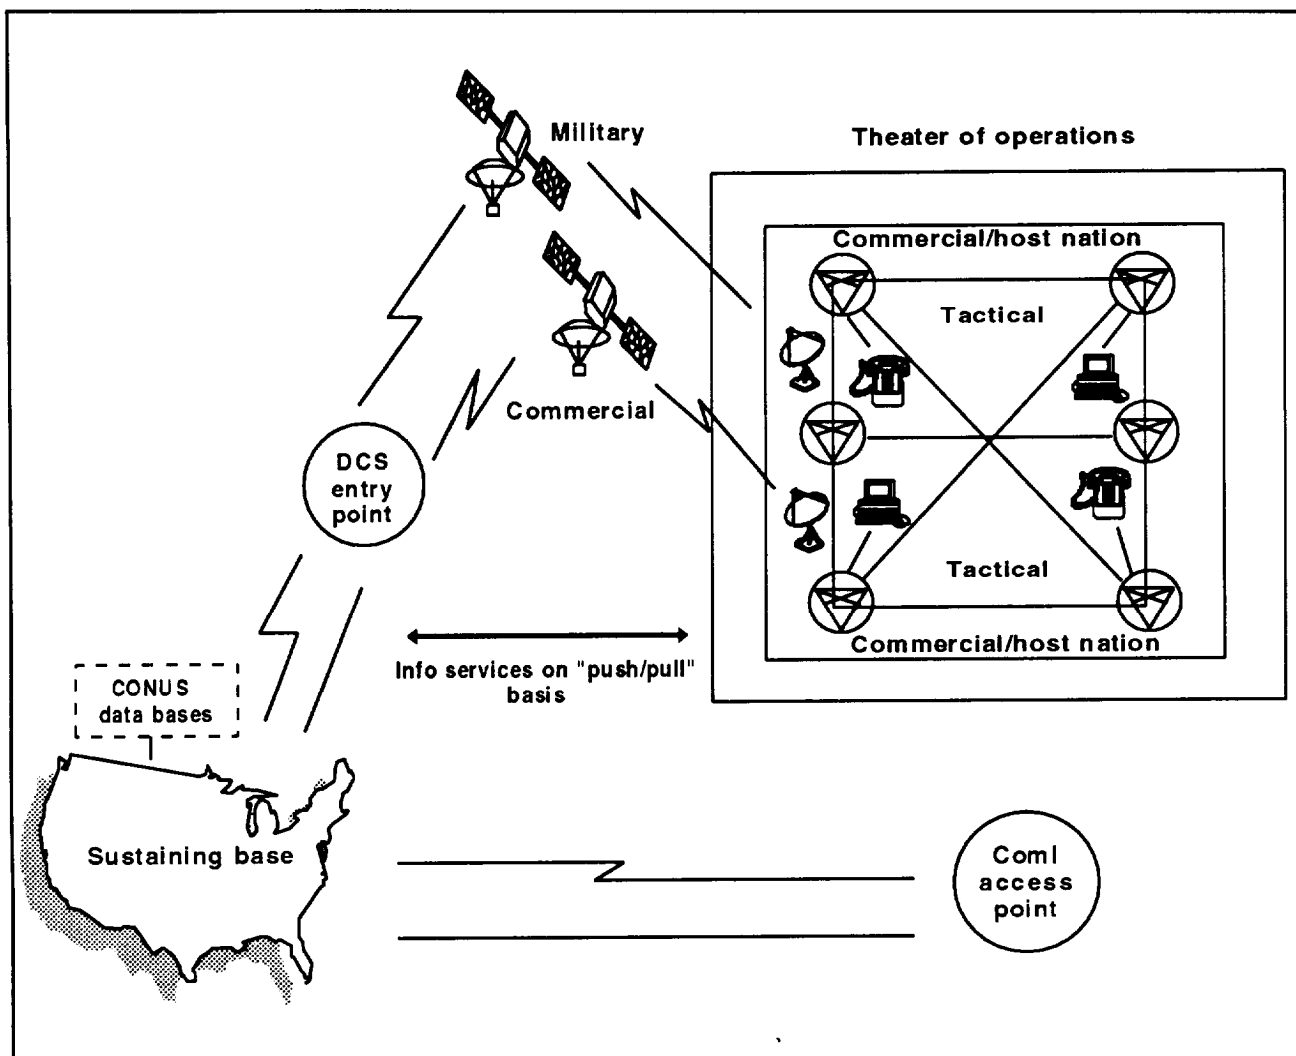 Military
Theater of operations
Commercial/host nation
Tactical
Commercial
DCS
entry
point
Tactical
Commercial/host nation
Info services on "push/pull"
basis
CONUS
data bases
Sustaining base
Coml
access
point